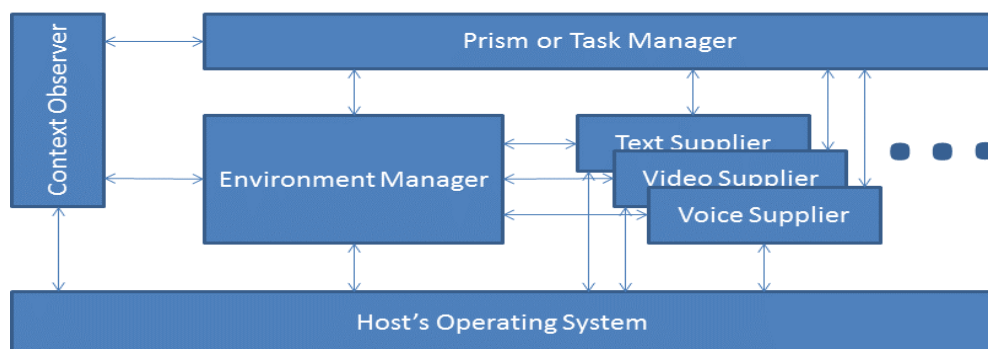 Context Observer
Prism or Task Manager
Environment Manager
Text Supplier
Video Supplier
Voice Supplier
Host's Operating System